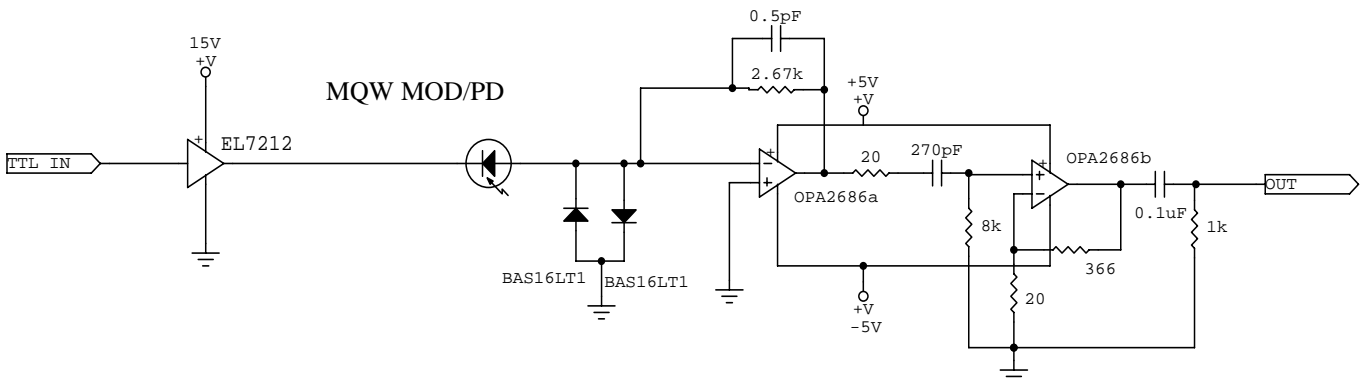 0.5pF
15V
+V
2.67k
MQW MOD/PD
+5V
+V
+
EL7212
TTL IN
20
270pF
OPA2686b
+
−
+
OPA2686a
+
+
−
OUT
0.1uF
8k
1k
366
BAS16LT1
BAS16LT1
20
+V
−5V